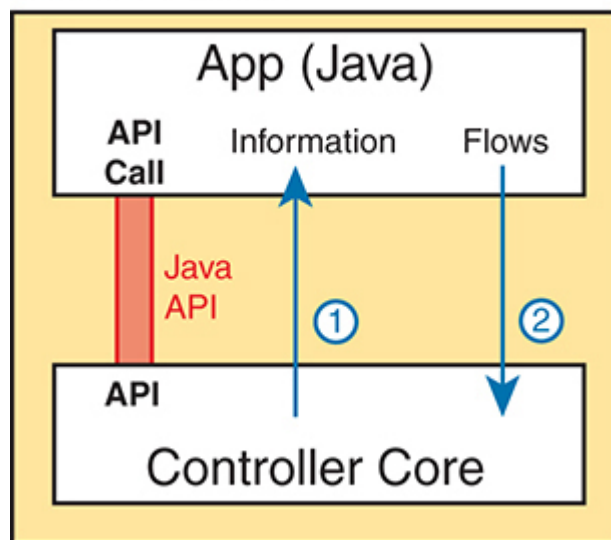 App (Java)
API
Call
Information
Flows
Java
API
1
2
API
Controller Core